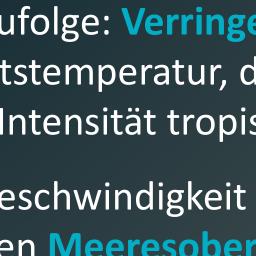 ufolge: Verringe
tstemperatur, d
Intensität tropis
eschwindigkeit
en Meeresober